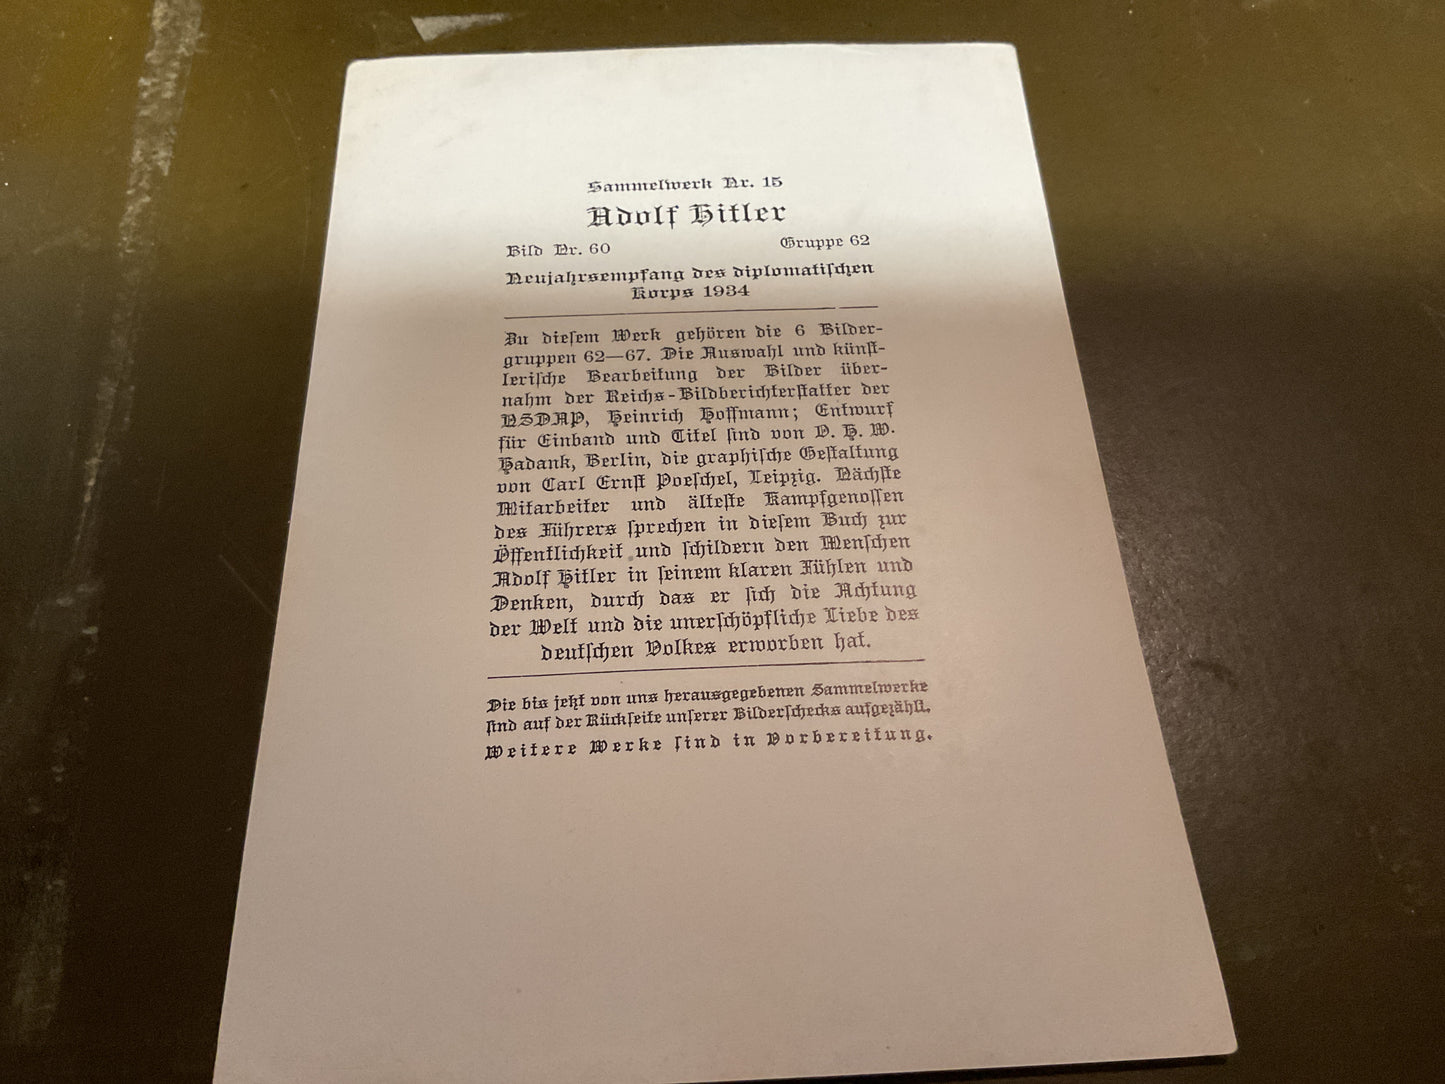 Sammelwerk Nr. 15
Adolf Hitler
Bild Nr. 60 Gruppe 62
Neujahrsempfang des diplomatischen
Korps 1934
Zu diesem Werk gehören die 6 Bilder-
gruppen 62—67. Die Auswahl und künst-
lerische Bearbeitung der Bilder über-
nahm der Reichs-Bildberichterstatter der
NSDAP, Heinrich Hoffmann; Entwurf
für Einband und Titel sind von O. H. W.
Hadank, Berlin, die graphische Gestaltung
von Carl Ernst Poeschel, Leipzig. Nächste
Mitarbeiter und älteste Kampfgenossen
des Führers sprechen in diesem Buch zur
Öffentlichkeit und schildern den Menschen
Adolf Hitler in seinem klaren Fühlen und
Denken, durch das er sich die Achtung
der Welt und die unerschöpfliche Liebe des
deutschen Volkes erworben hat.
Die bis jetzt von uns herausgegebenen Sammelwerke
sind auf der Rückseite unserer Bilderschecks aufgezählt.
Weitere Werke sind in Vorbereitung.